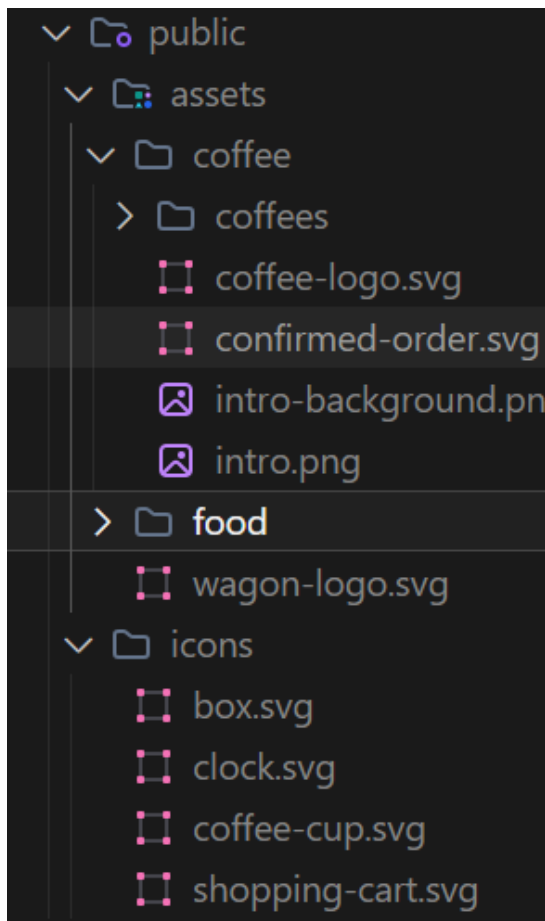 public
assets
coffee
coffees
coffee-logo.svg
confirmed-order.svg
intro-background.pn
intro.png
food
wagon-logo.svg
icons
box.svg
clock.svg
coffee-cup.svg
shopping-cart.svg